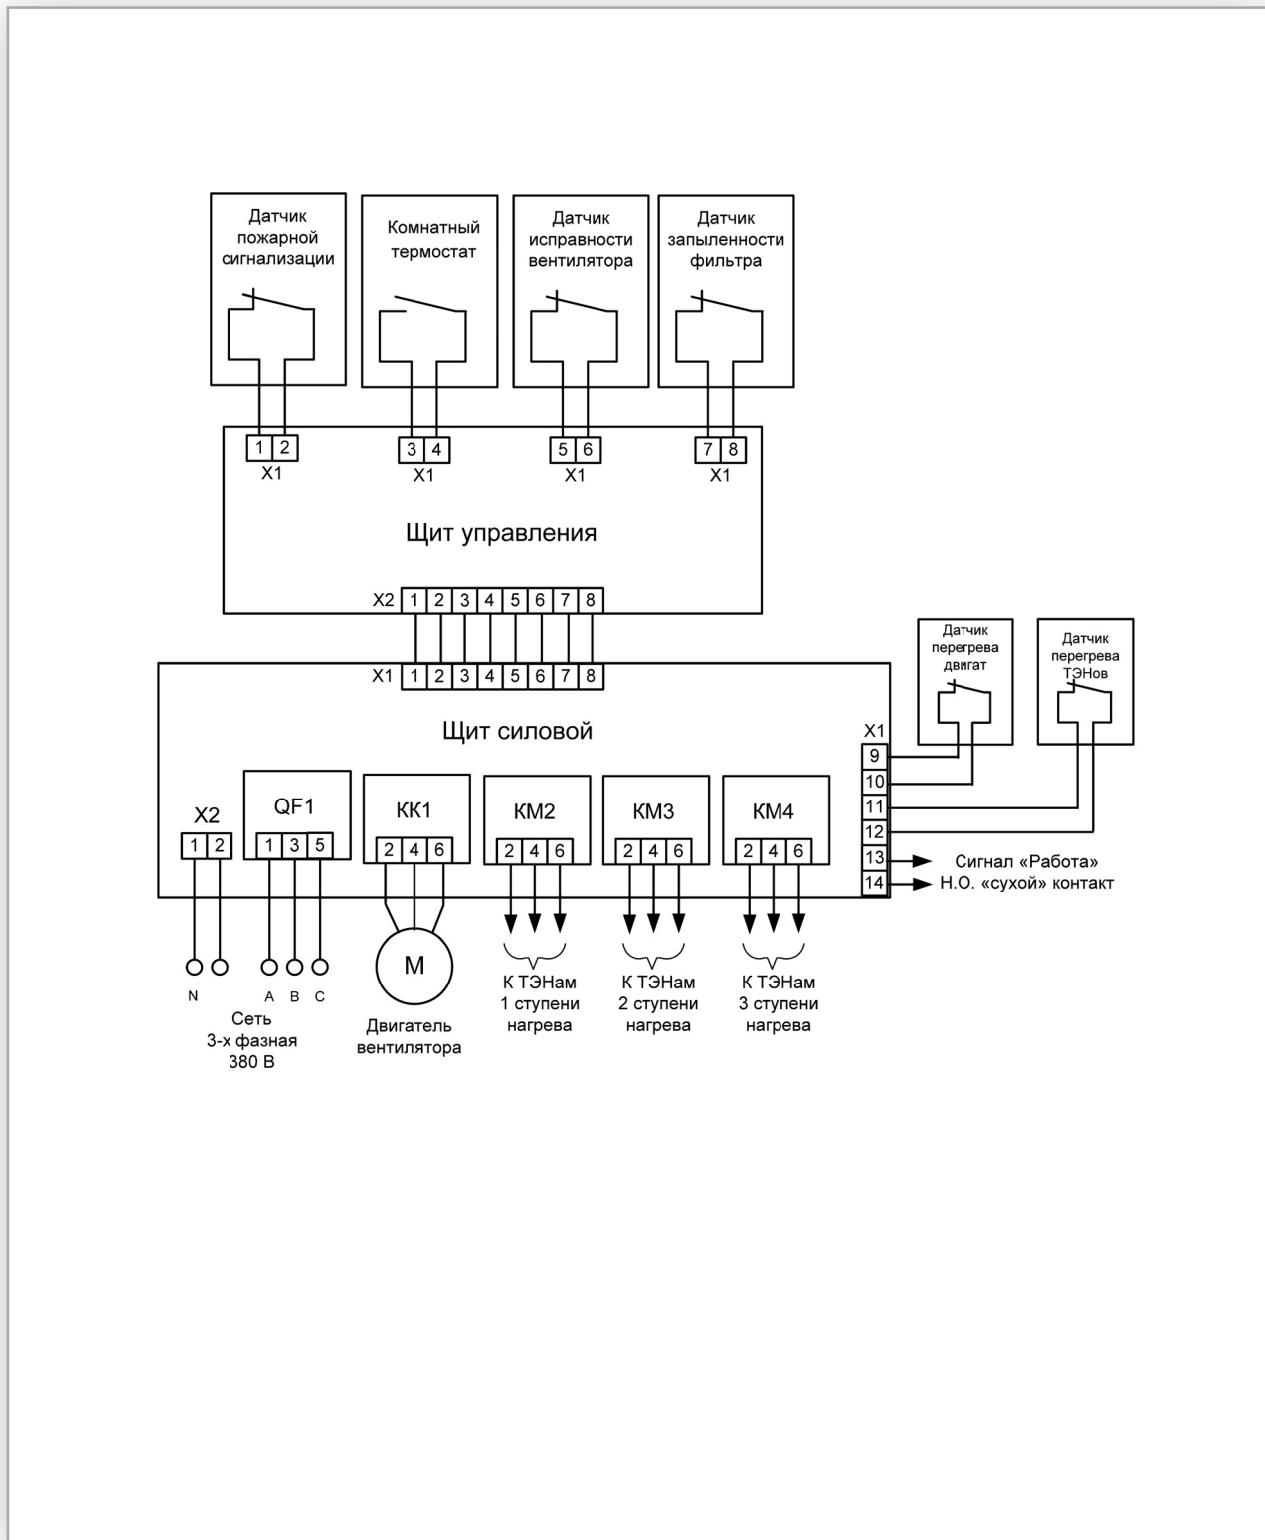 Датчик
пожарной
сигнализации
Комнатный
термостат
Датчик
исправности
вентилятора
Датчик
запыленности
фильтра
1 2
X1
3 4
X1
5 6
X1
7 8
X1
Щит управления
X2 1 2 3 4 5 6 7 8
X1 1 2 3 4 5 6 7 8
Щит силовой
Датчик
перегрева
двигат
Датчик
перегрева
ТЭНов
X1
9
10
11
12
13
14
Сигнал «Работа»
Н.О. «сухой» контакт
X2
1 2
QF1
1 3 5
КК1
2 4 6
КМ2
2 4 6
КМ3
2 4 6
КМ4
2 4 6
N
A B C
Сеть
3-х фазная
380 В
М
Двигатель
вентилятора
К ТЭНам
1 ступени
нагрева
К ТЭНам
2 ступени
нагрева
К ТЭНам
3 ступени
нагрева